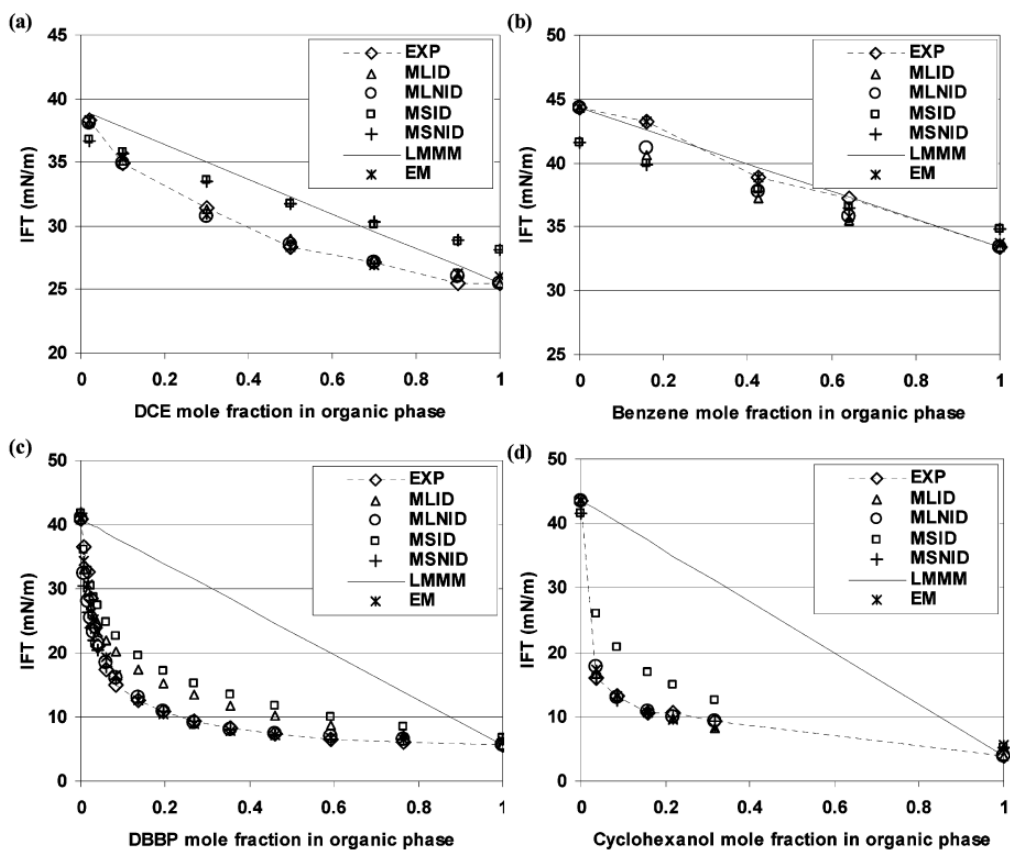 (a)
45
40
35
30
25
20
IFT (mN/m)
0
0.2
0.4
0.6
0.8
1
DCE mole fraction in organic phase
EXP
MLID
MLNID
MSID
MSNID
LMMM
EM
(b)
50
45
40
35
30
25
IFT (mN/m)
0
0.2
0.4
0.6
0.8
1
Benzene mole fraction in organic phase
EXP
MLID
MLNID
MSID
MSNID
LMMM
EM
(c)
50
40
30
20
10
0
IFT (mN/m)
0
0.2
0.4
0.6
0.8
1
DBBP mole fraction in organic phase
EXP
MLID
MLNID
MSID
MSNID
LMMM
EM
(d)
50
40
30
20
10
0
IFT (mN/m)
0
0.2
0.4
0.6
0.8
1
Cyclohexanol mole fraction in organic phase
EXP
MLID
MLNID
MSID
MSNID
LMMM
EM